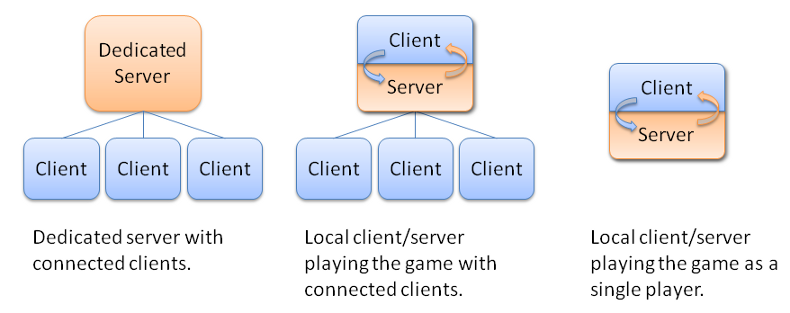 Dedicated
Server
Client
Client
Client
Dedicated server with
connected clients.
Client
Server
Client
Client
Client
Local client/server
playing the game with
connected clients.
Client
Server
Local client/server
playing the game as a
single player.